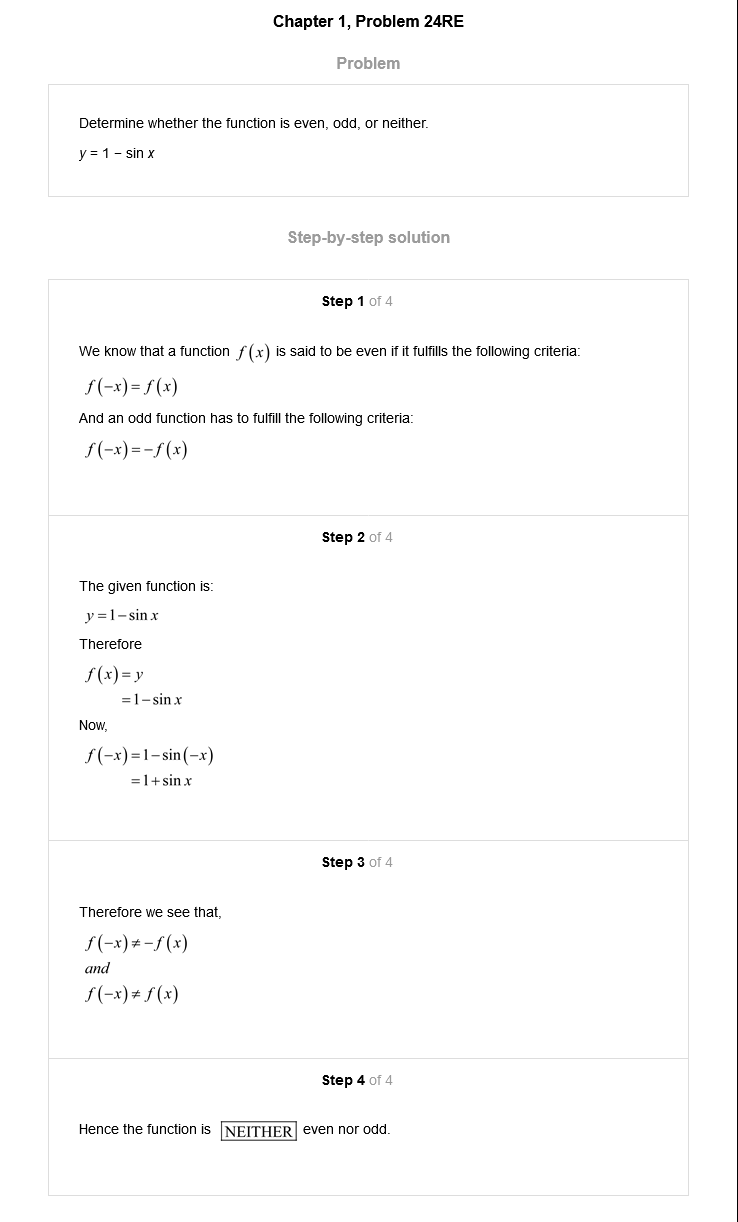 Chapter 1, Problem 24RE
Problem
Determine whether the function is even, odd, or neither.
y = 1 − sin x
Step-by-step solution
Step 1 of 4
We know that a function f(x) is said to be even if it fulfills the following criteria:
f(−x) = f(x)
And an odd function has to fulfill the following criteria:
f(−x) = −f(x)
Step 2 of 4
The given function is:
y = 1 − sin x
Therefore
f(x) = y
= 1 − sin x
Now,
f(−x) = 1 − sin(−x)
= 1 + sin x
Step 3 of 4
Therefore we see that,
f(−x) ≠ −f(x)
and
f(−x) ≠ f(x)
Step 4 of 4
Hence the function is NEITHER even nor odd.